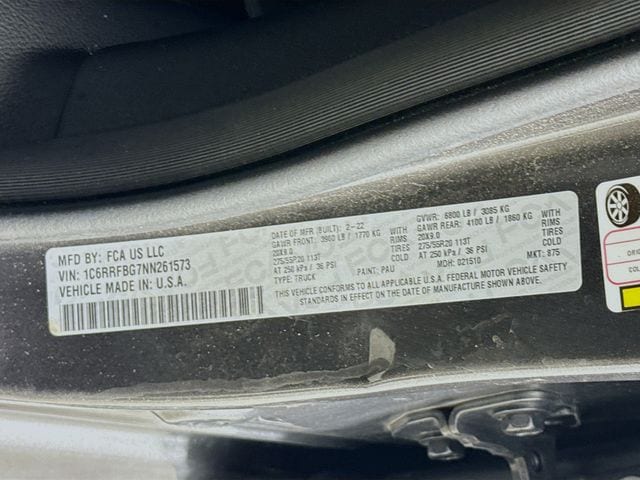 MFD BY: FCA US LLC
VIN: 1C6RRFBG7NN261573
VEHICLE MADE IN: U.S.A.
DATE OF MFR (BUILT): 2-22
GAWR FRONT: 3900 LB / 1770 KG WITH
20X9.0 RIMS
275/55R20 113T TIRES
AT 250 kPa / 36 PSI COLD
TYPE: TRUCK PAINT: PAU
GVWR: 6800 LB / 3085 KG
GAWR REAR: 4100 LB / 1860 KG WITH
20X9.0 RIMS
275/55R20 113T TIRES
AT 250 kPa / 36 PSI COLD
MDH: 021510 MKT: 875
THIS VEHICLE CONFORMS TO ALL APPLICABLE U.S.A. FEDERAL MOTOR VEHICLE SAFETY
STANDARDS IN EFFECT ON THE DATE OF MANUFACTURE SHOWN ABOVE